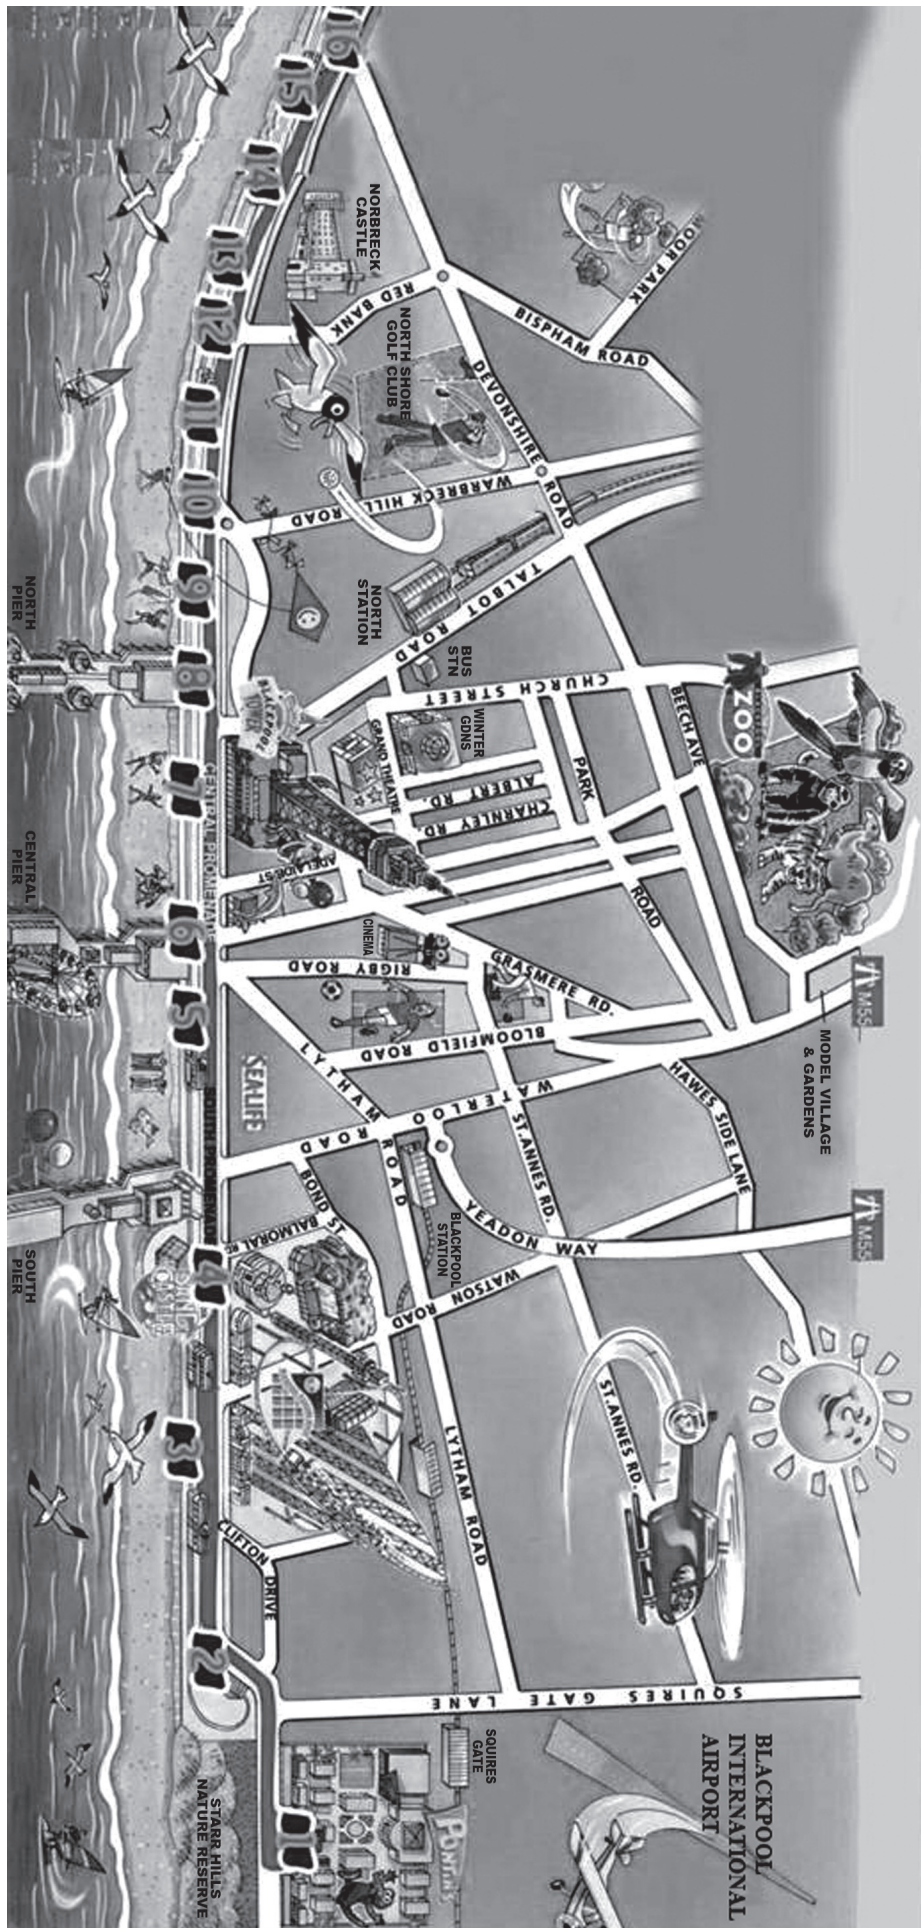 16
15
14
13
12
11
10
9
8
7
6
5
4
3
2
1
NORBRECK
CASTLE
RED BANK
NORTH SHORE
GOLF CLUB
BISPHAM ROAD
DEVONSHIRE ROAD
WARBRECK HILL ROAD
NORTH
STATION
TALBOT ROAD
BUS
STN
CHURCH STREET
WINTER
GDNS
GRAND THEATRE
BEECH AVE
ZOO
PARK ROAD
ALBERT RD.
CHARNLEY RD.
ADELAIDE ST
NORTH
PIER
CENTRAL
PIER
CENTRAL PROMENADE
CINEMA
RIGBY ROAD
GRASMERE RD.
BLOOMFIELD ROAD
M55
MODEL VILLAGE
& GARDENS
SEALIFE
LYTHAM ROAD
WATERLOO ROAD
HAWES SIDE LANE
ST.ANNES RD.
M55
SOUTH PROMENADE
BOND ST
BALMORAL RD
BLACKPOOL
STATION
YEADON WAY
WATSON ROAD
SOUTH
PIER
ST.ANNES RD.
LYTHAM ROAD
CLIFTON DRIVE
SQUIRES GATE LANE
SQUIRES
GATE
BLACKPOOL
INTERNATIONAL
AIRPORT
PONTINS
STARR HILLS
NATURE RESERVE